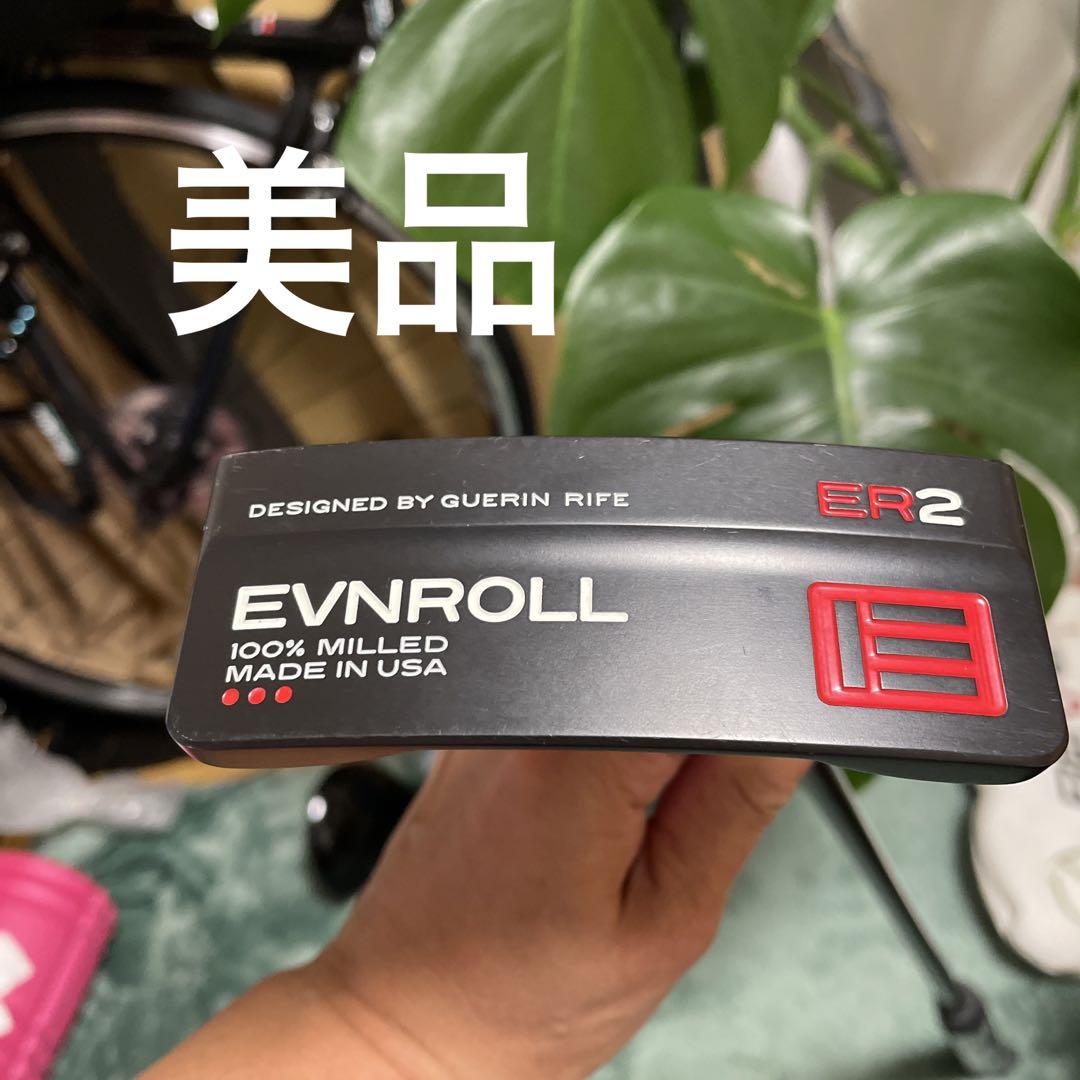 美品
DESIGNED BY GUERIN RIFE
ER2
EVNROLL
100% MILLED
MADE IN USA